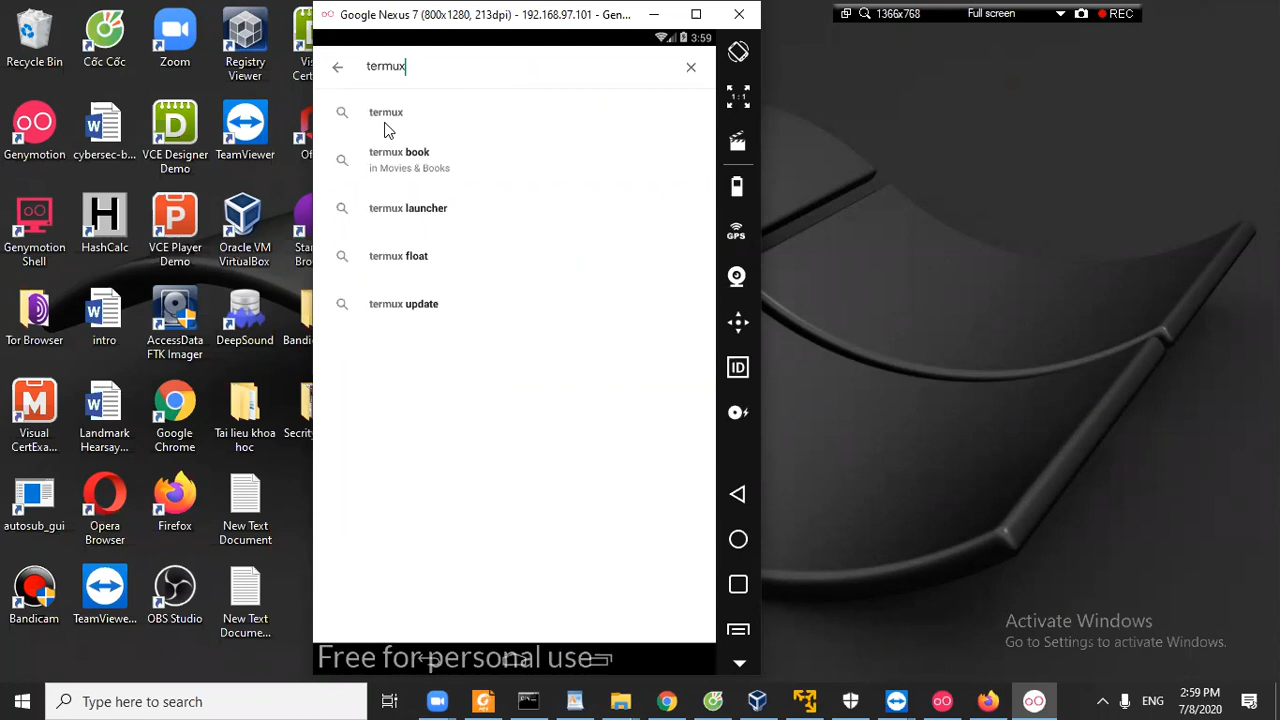 Google Nexus 7 (800x1280, 213dpi) - 192.168.97.101 - Gen...
1366x768
Full screen
REC
3:59
termux
termux
termux book
in Movies & Books
termux launcher
termux float
termux update
1:1
GPS
ID
Free for personal use
Recycle Bin
Cốc Cốc
Zoom
Registry
Genymotion
cybersec-b...
VCE Designer
TeamViewer
Genymotion Shell
HashCalc
VCE Player Demo
Oracle VM
Tor Browser
intro
AccessData FTK Imager
DeepSound
Visual CertExa...
Landmarks Hearsay
Google Chrome
Tai lieu khoa hoc
autosub_gui
Opera Browser
Firefox
New Text Document...
Bandicam
TeamViewe...
OBS Studio
New Text Docume...
Activate Windows
Go to Settings to activate Windows.
Type here to search
ENG
2:59 PM
7/8/2020